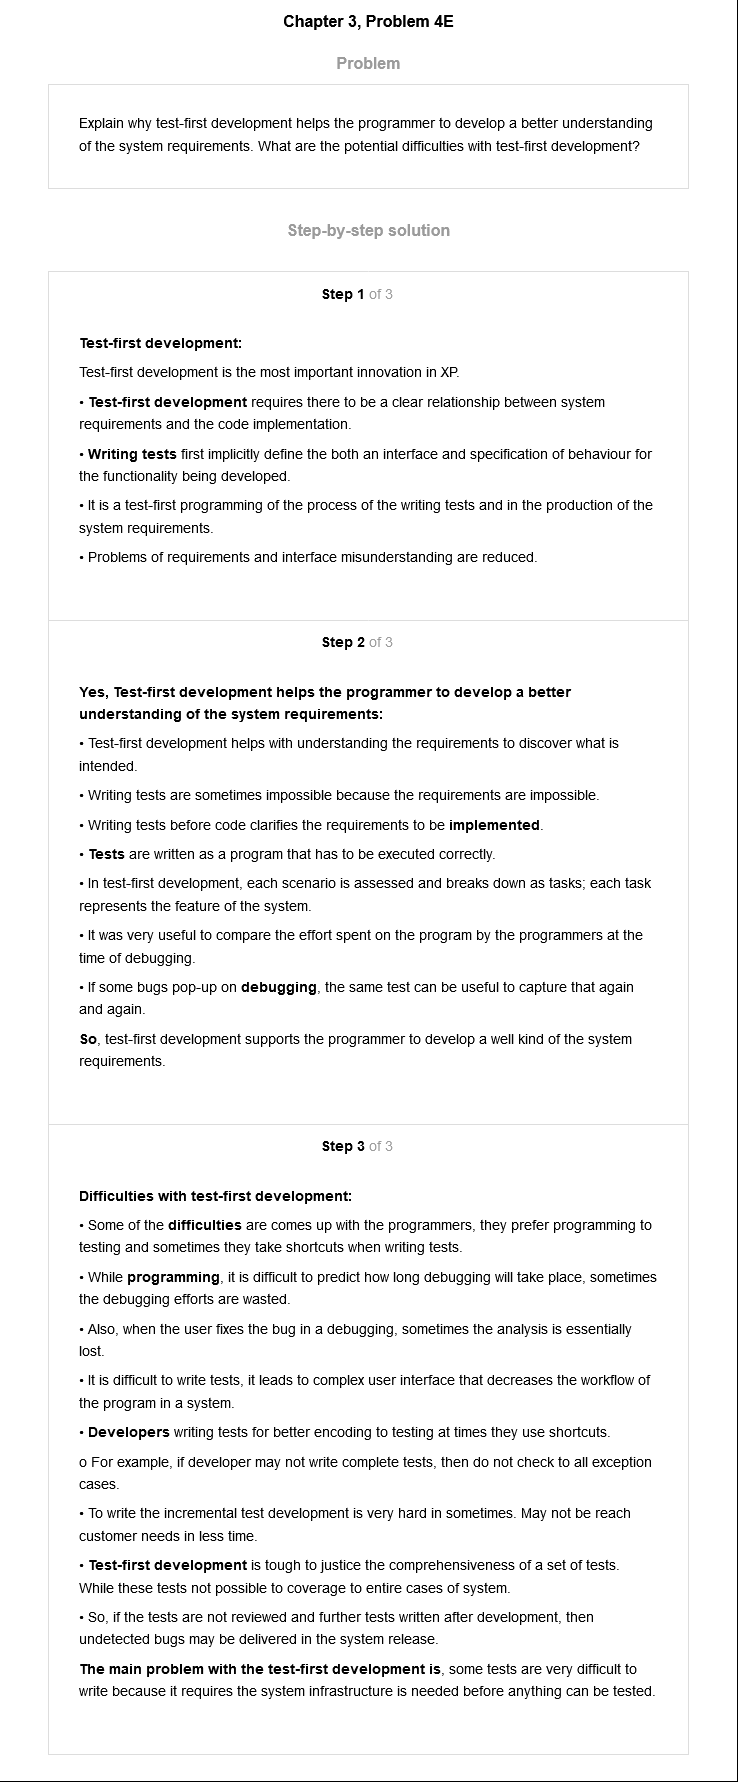 Chapter 3, Problem 4E
Problem
Explain why test-first development helps the programmer to develop a better understanding
of the system requirements. What are the potential difficulties with test-first development?
Step-by-step solution
Step 1 of 3
Test-first development:
Test-first development is the most important innovation in XP.
• Test-first development requires there to be a clear relationship between system
requirements and the code implementation.
• Writing tests first implicitly define the both an interface and specification of behaviour for
the functionality being developed.
• It is a test-first programming of the process of the writing tests and in the production of the
system requirements.
• Problems of requirements and interface misunderstanding are reduced.
Step 2 of 3
Yes, Test-first development helps the programmer to develop a better
understanding of the system requirements:
• Test-first development helps with understanding the requirements to discover what is
intended.
• Writing tests are sometimes impossible because the requirements are impossible.
• Writing tests before code clarifies the requirements to be implemented.
• Tests are written as a program that has to be executed correctly.
• In test-first development, each scenario is assessed and breaks down as tasks; each task
represents the feature of the system.
• It was very useful to compare the effort spent on the program by the programmers at the
time of debugging.
• If some bugs pop-up on debugging, the same test can be useful to capture that again
and again.
So, test-first development supports the programmer to develop a well kind of the system
requirements.
Step 3 of 3
Difficulties with test-first development:
• Some of the difficulties are comes up with the programmers, they prefer programming to
testing and sometimes they take shortcuts when writing tests.
• While programming, it is difficult to predict how long debugging will take place, sometimes
the debugging efforts are wasted.
• Also, when the user fixes the bug in a debugging, sometimes the analysis is essentially
lost.
• It is difficult to write tests, it leads to complex user interface that decreases the workflow of
the program in a system.
• Developers writing tests for better encoding to testing at times they use shortcuts.
o For example, if developer may not write complete tests, then do not check to all exception
cases.
• To write the incremental test development is very hard in sometimes. May not be reach
customer needs in less time.
• Test-first development is tough to justice the comprehensiveness of a set of tests.
While these tests not possible to coverage to entire cases of system.
• So, if the tests are not reviewed and further tests written after development, then
undetected bugs may be delivered in the system release.
The main problem with the test-first development is, some tests are very difficult to
write because it requires the system infrastructure is needed before anything can be tested.